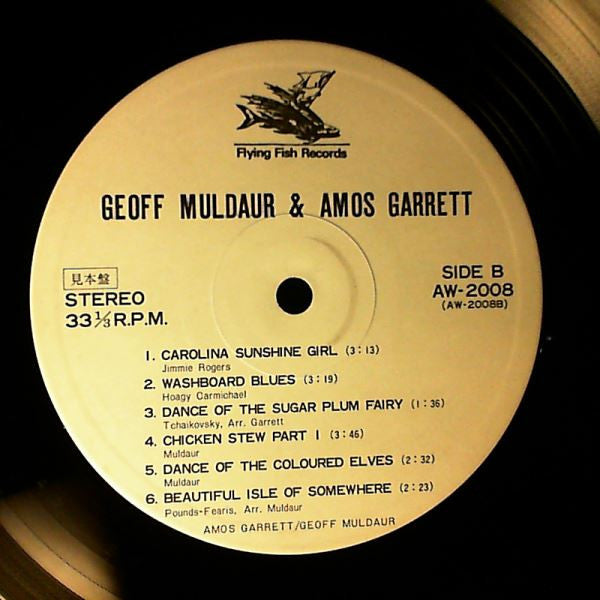 Flying Fish Records
GEOFF MULDAUR & AMOS GARRETT
見本盤
STEREO
33⅓ R.P.M.
SIDE B
AW-2008
(AW-2008B)
1. CAROLINA SUNSHINE GIRL (3:13)
Jimmie Rogers
2. WASHBOARD BLUES (3:19)
Hoagy Carmichael
3. DANCE OF THE SUGAR PLUM FAIRY (1:36)
Tchaikovsky, Arr. Garrett
4. CHICKEN STEW PART I (3:46)
Muldaur
5. DANCE OF THE COLOURED ELVES (2:32)
Muldaur
6. BEAUTIFUL ISLE OF SOMEWHERE (2:23)
Pounds-Fearis, Arr. Muldaur
AMOS GARRETT/GEOFF MULDAUR